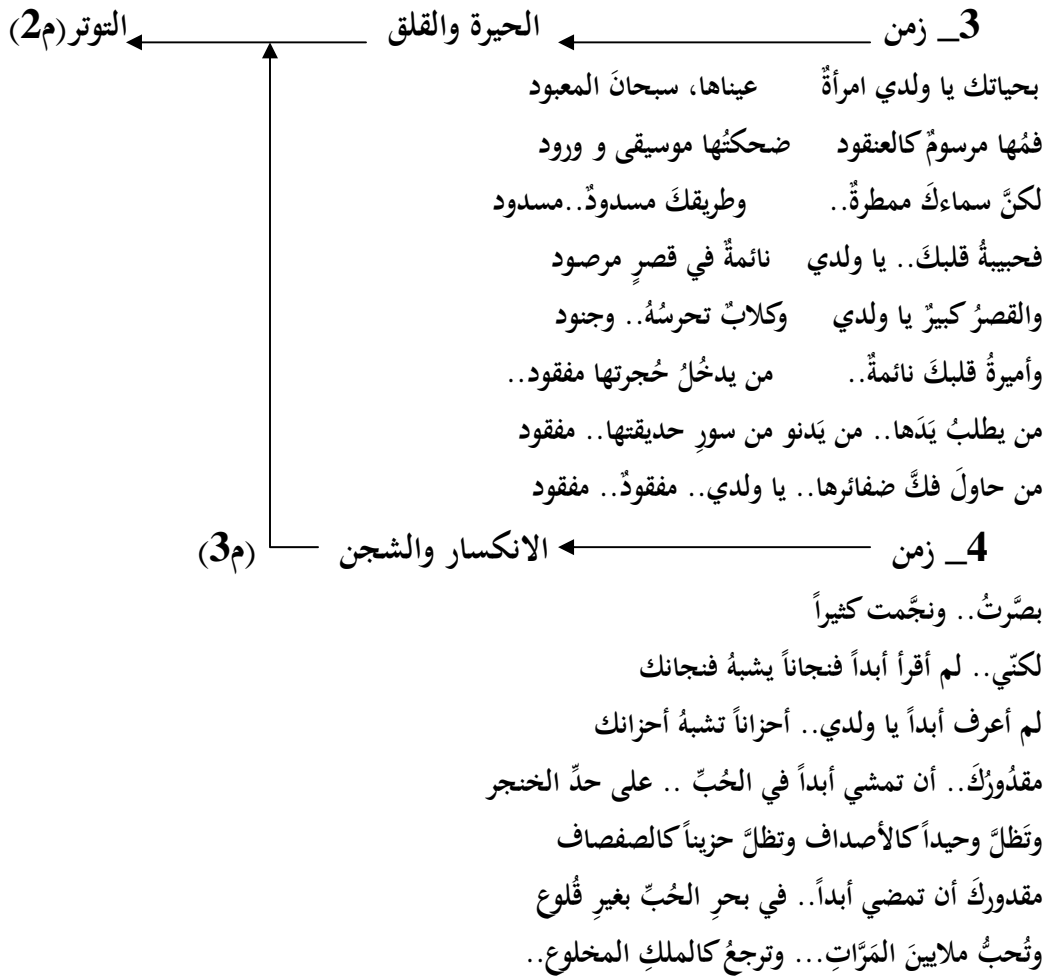 3_ زمن الحيرة والقلق التوتر(م2)
بحياتك يا ولدي امرأةٌ عيناها، سبحانَ المعبود
فمُها مرسومٌ كالعنقود ضحكتُها موسيقى و ورود
لكنَّ سماءكَ ممطرةٌ.. وطريقكَ مسدودٌ..مسدود
فحبيبةُ قلبكَ.. يا ولدي نائمةٌ في قصرٍ مرصود
والقصرُ كبيرٌ يا ولدي وكلابٌ تحرسُهُ.. وجنود
وأميرةُ قلبكَ نائمةٌ.. من يدخُلُ حُجرتها مفقود..
من يطلبُ يَدَها.. من يَدنو من سورِ حديقتها.. مفقود
من حاولَ فكَّ ضفائرها.. يا ولدي.. مفقودٌ.. مفقود
4_ زمن الانكسار والشجن (م3)
بصَّرتُ.. ونجَّمت كثيراً
لكنّي.. لم أقرأ أبداً فنجاناً يشبهُ فنجانك
لم أعرف أبداً يا ولدي.. أحزاناً تشبهُ أحزانك
مقدُورُكَ.. أن تمشي أبداً في الحُبِّ .. على حدِّ الخنجر
وتَظلَّ وحيداً كالأصداف وتظلَّ حزيناً كالصفصاف
مقدوركَ أن تمضي أبداً.. في بحرِ الحُبِّ بغيرِ قُلوع
وتُحبُّ ملايينَ المَرَّاتِ... وترجعُ كالملكِ المخلوع..